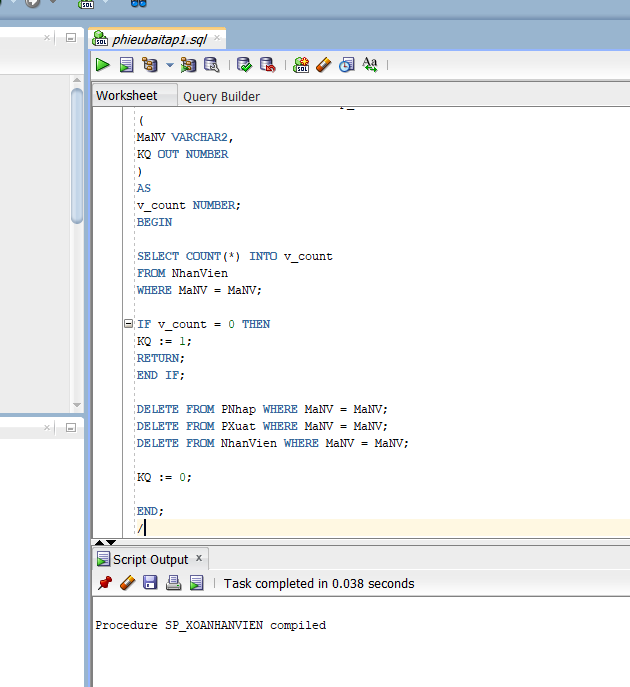 phieubaitap1.sql
Worksheet
Query Builder
(
MaNV VARCHAR2,
KQ OUT NUMBER
)
AS
v_count NUMBER;
BEGIN
SELECT COUNT(*) INTO v_count
FROM NhanVien
WHERE MaNV = MaNV;
IF v_count = 0 THEN
KQ := 1;
RETURN;
END IF;
DELETE FROM PNhap WHERE MaNV = MaNV;
DELETE FROM PXuat WHERE MaNV = MaNV;
DELETE FROM NhanVien WHERE MaNV = MaNV;
KQ := 0;
END;
/
Script Output
Task completed in 0.038 seconds
Procedure SP_XOANHANVIEN compiled